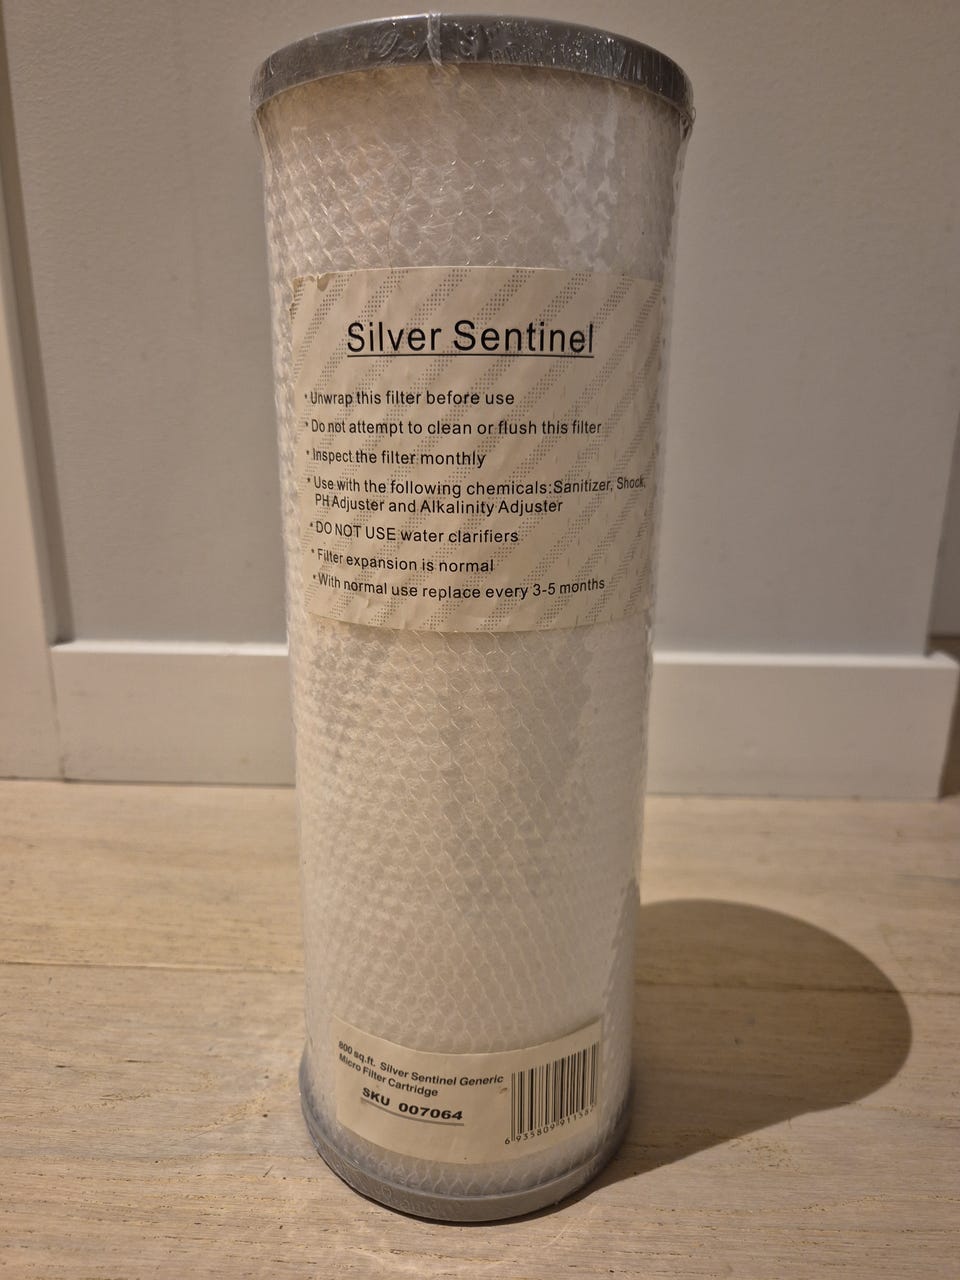 Silver Sentinel
• Unwrap this filter before use
• Do not attempt to clean or flush this filter
• Inspect the filter monthly
• Use with the following chemicals:Sanitizer, Shock,
PH Adjuster and Alkalinity Adjuster
• DO NOT USE water clarifiers
• Filter expansion is normal
• With normal use replace every 3-5 months
800 sq.ft. Silver Sentinel Generic
Micro Filter Cartridge
SKU 007064